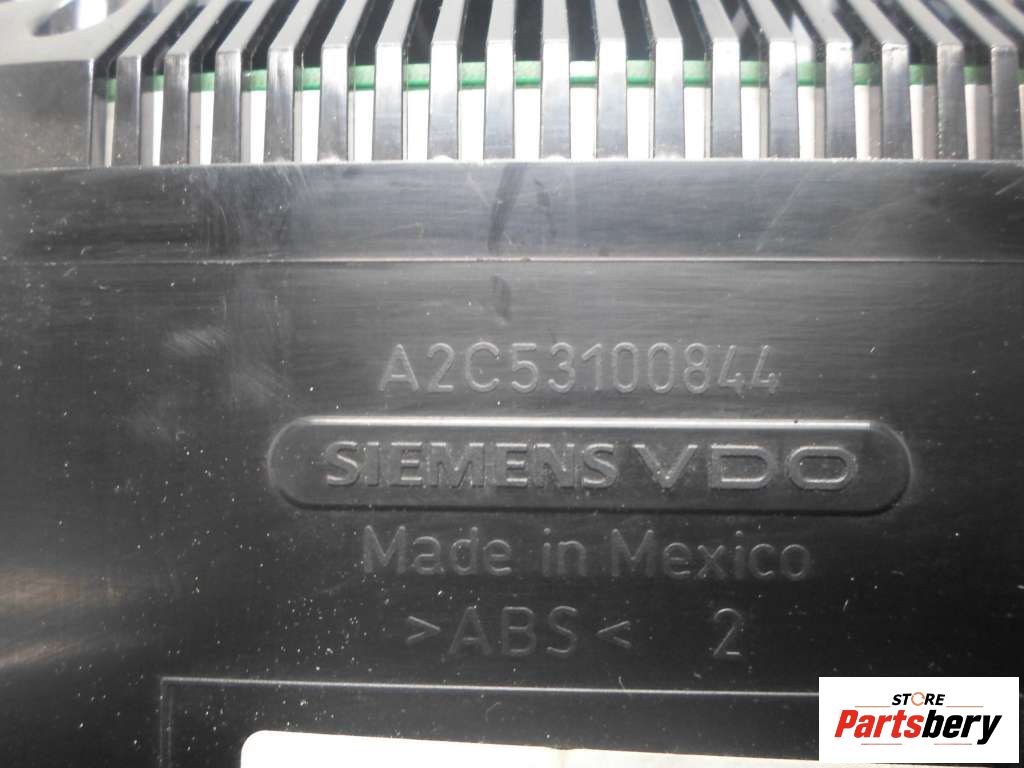 A2C53100844
SIEMENS VDO
Made in Mexico
>ABS< 2
STORE
Partsbery